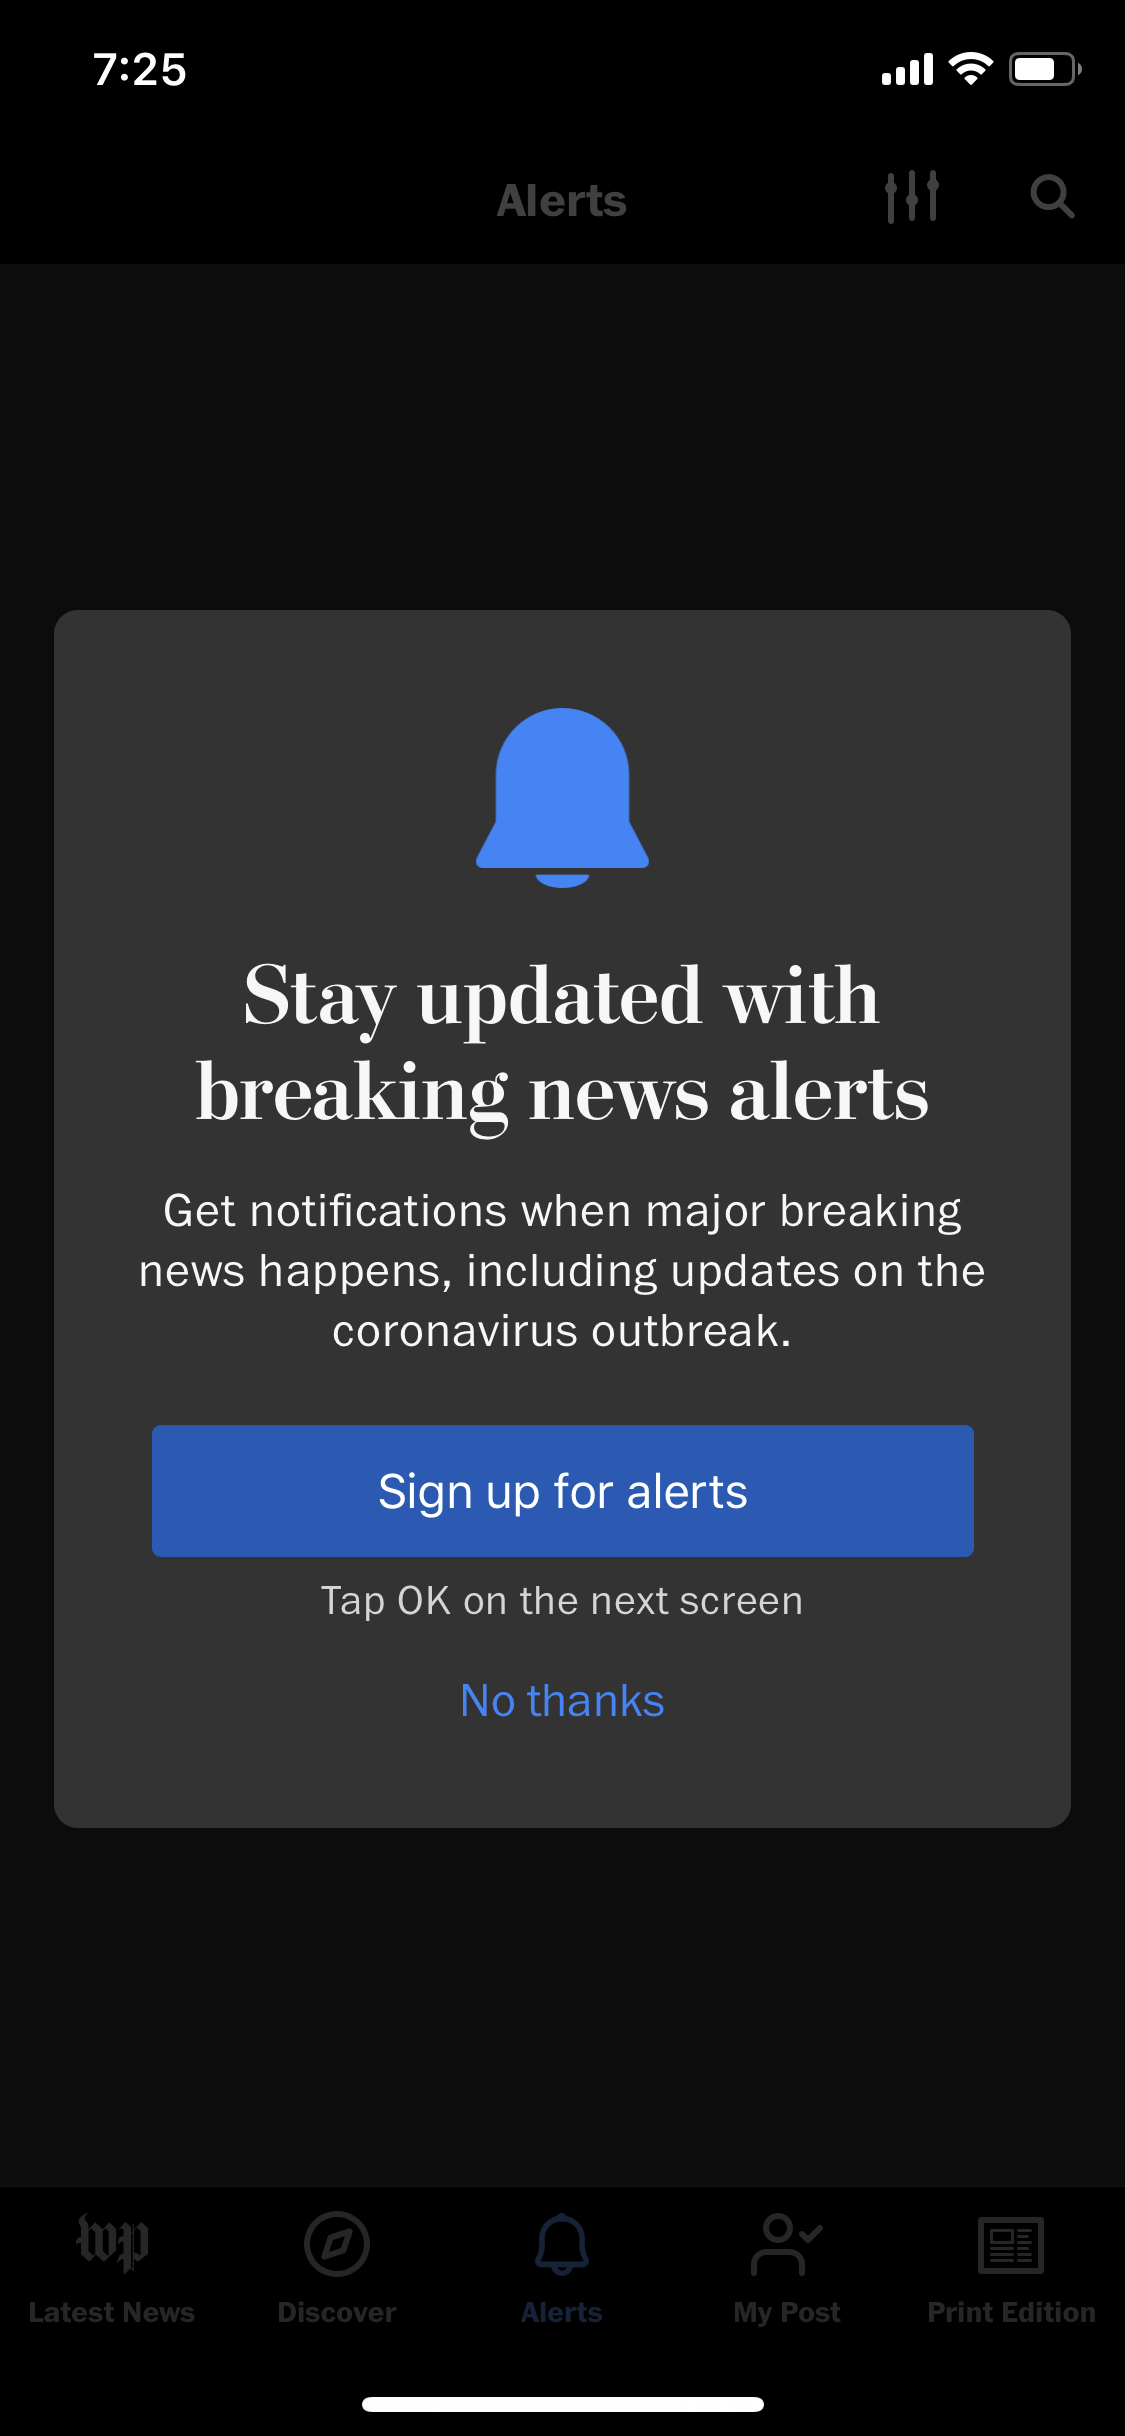 7:25
Alerts
Stay updated with
breaking news alerts
Get notifications when major breaking
news happens, including updates on the
coronavirus outbreak.
Sign up for alerts
Tap OK on the next screen
No thanks
wp
Latest News
Discover
Alerts
My Post
Print Edition